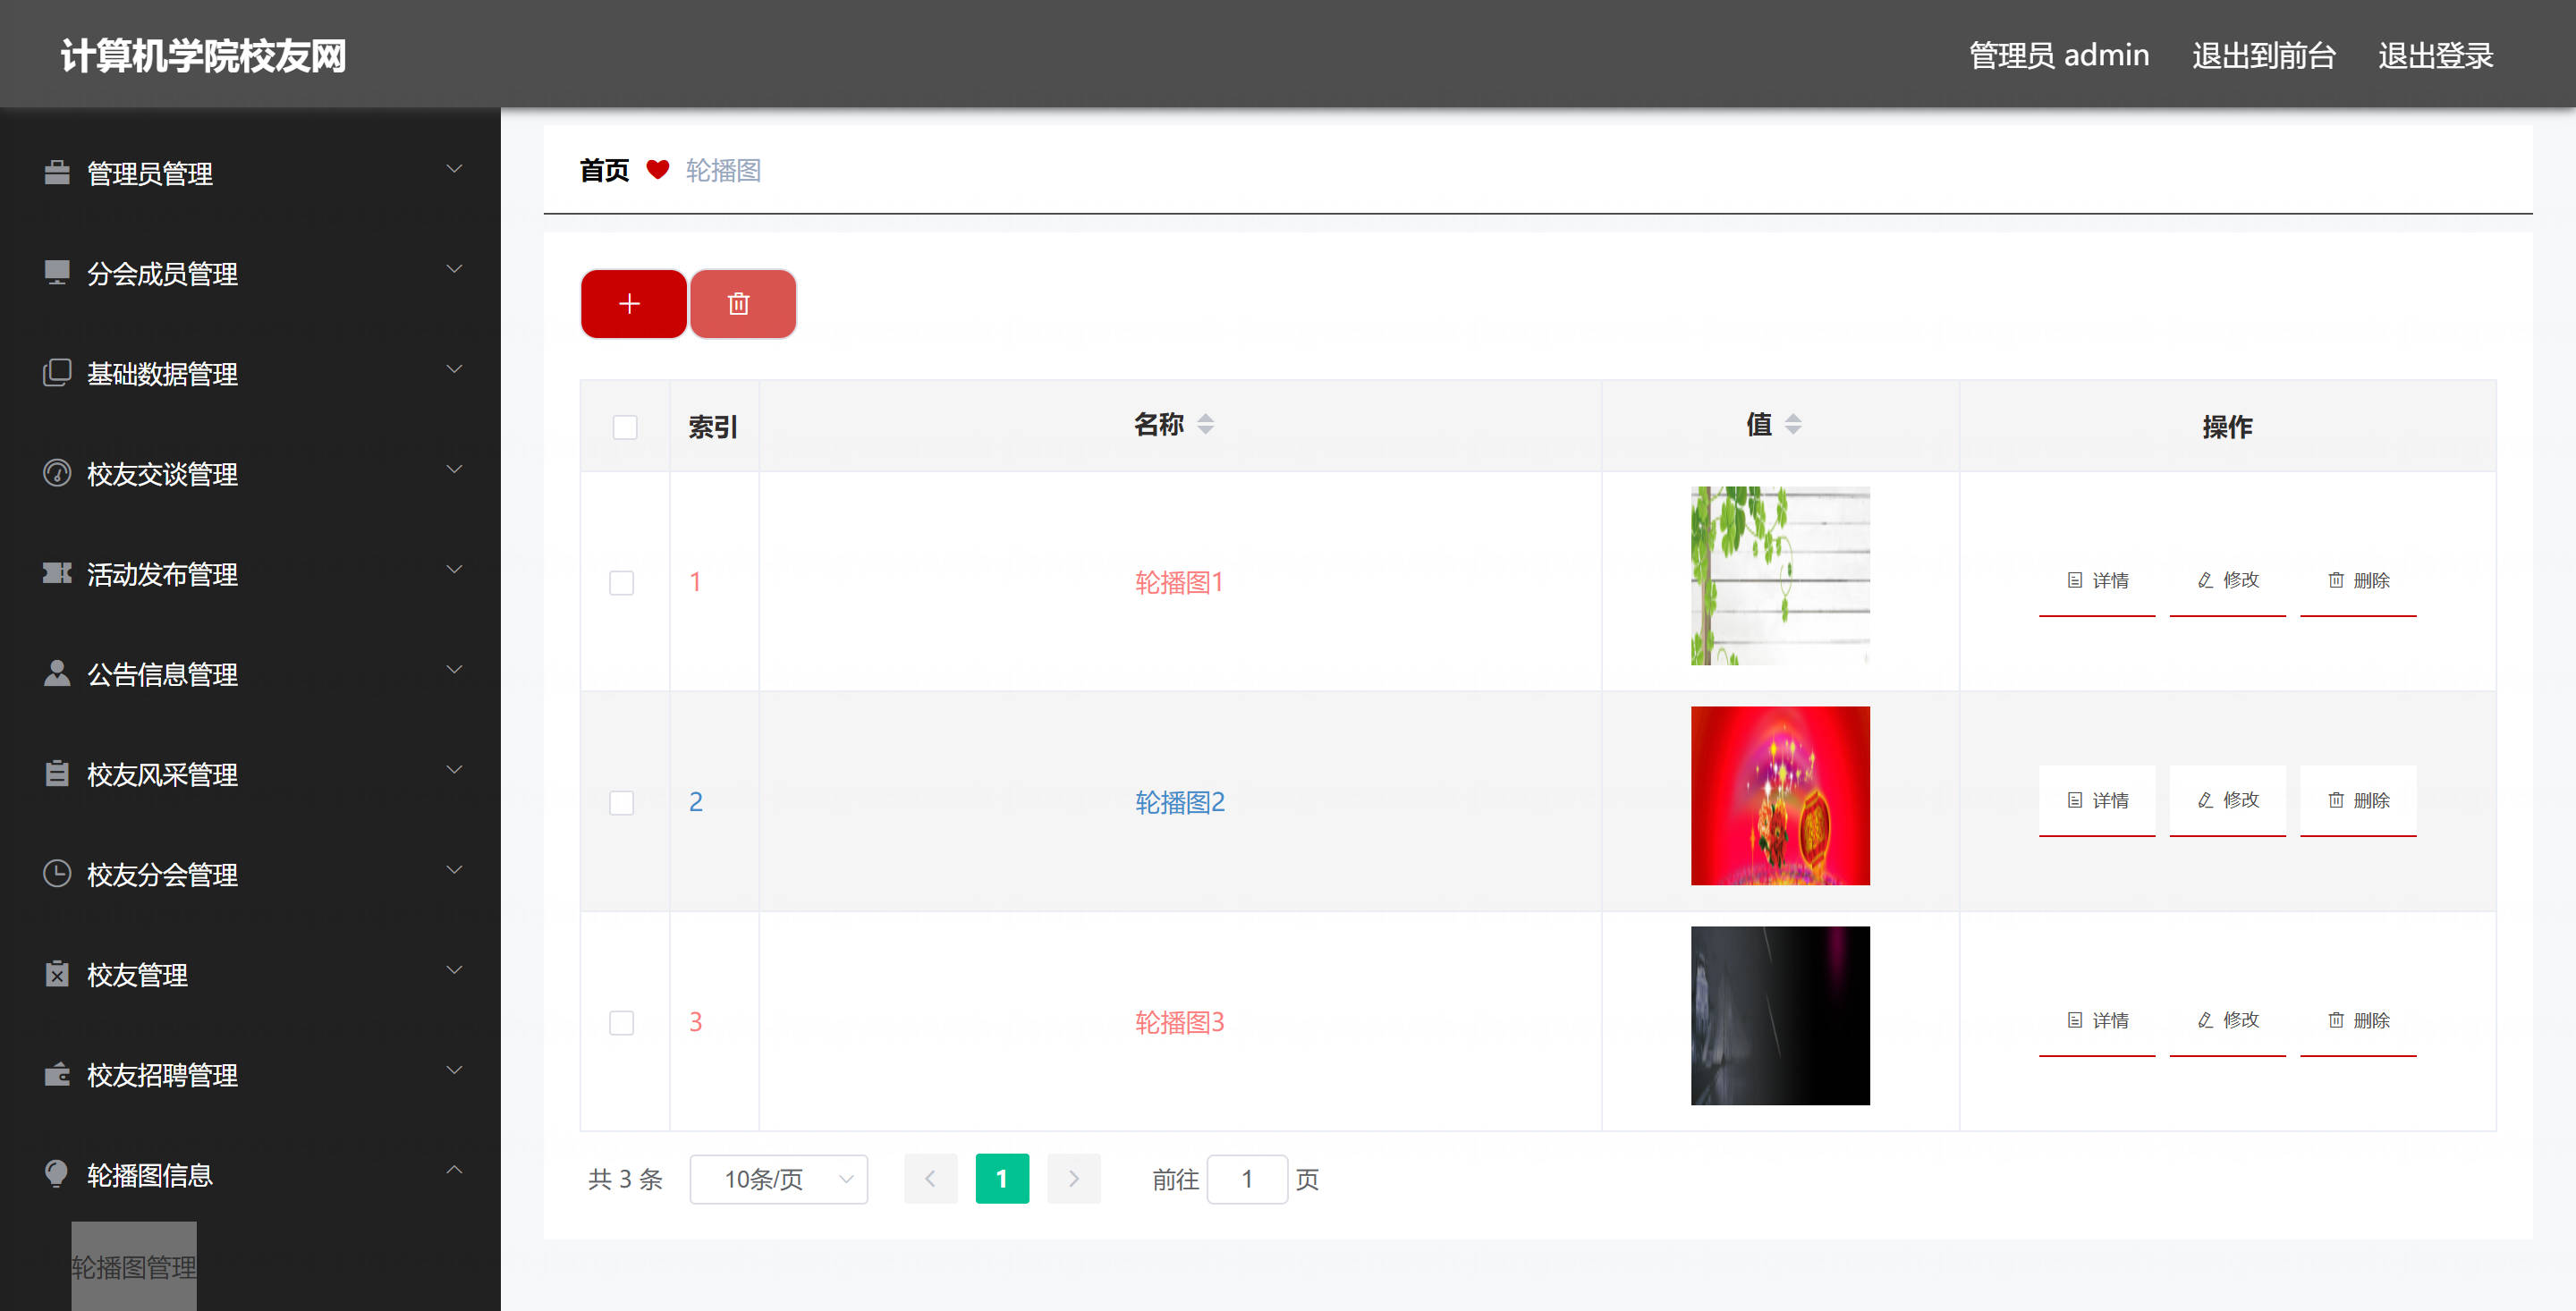 计算机学院校友网
管理员 admin 退出到前台 退出登录
管理员管理
分会成员管理
基础数据管理
校友交谈管理
活动发布管理
公告信息管理
校友风采管理
校友分会管理
校友管理
校友招聘管理
轮播图信息
轮播图管理
首页 轮播图
索引 名称 值 操作
1 轮播图1 详情 修改 删除
2 轮播图2 详情 修改 删除
3 轮播图3 详情 修改 删除
共 3 条 10条/页 1 前往 1 页